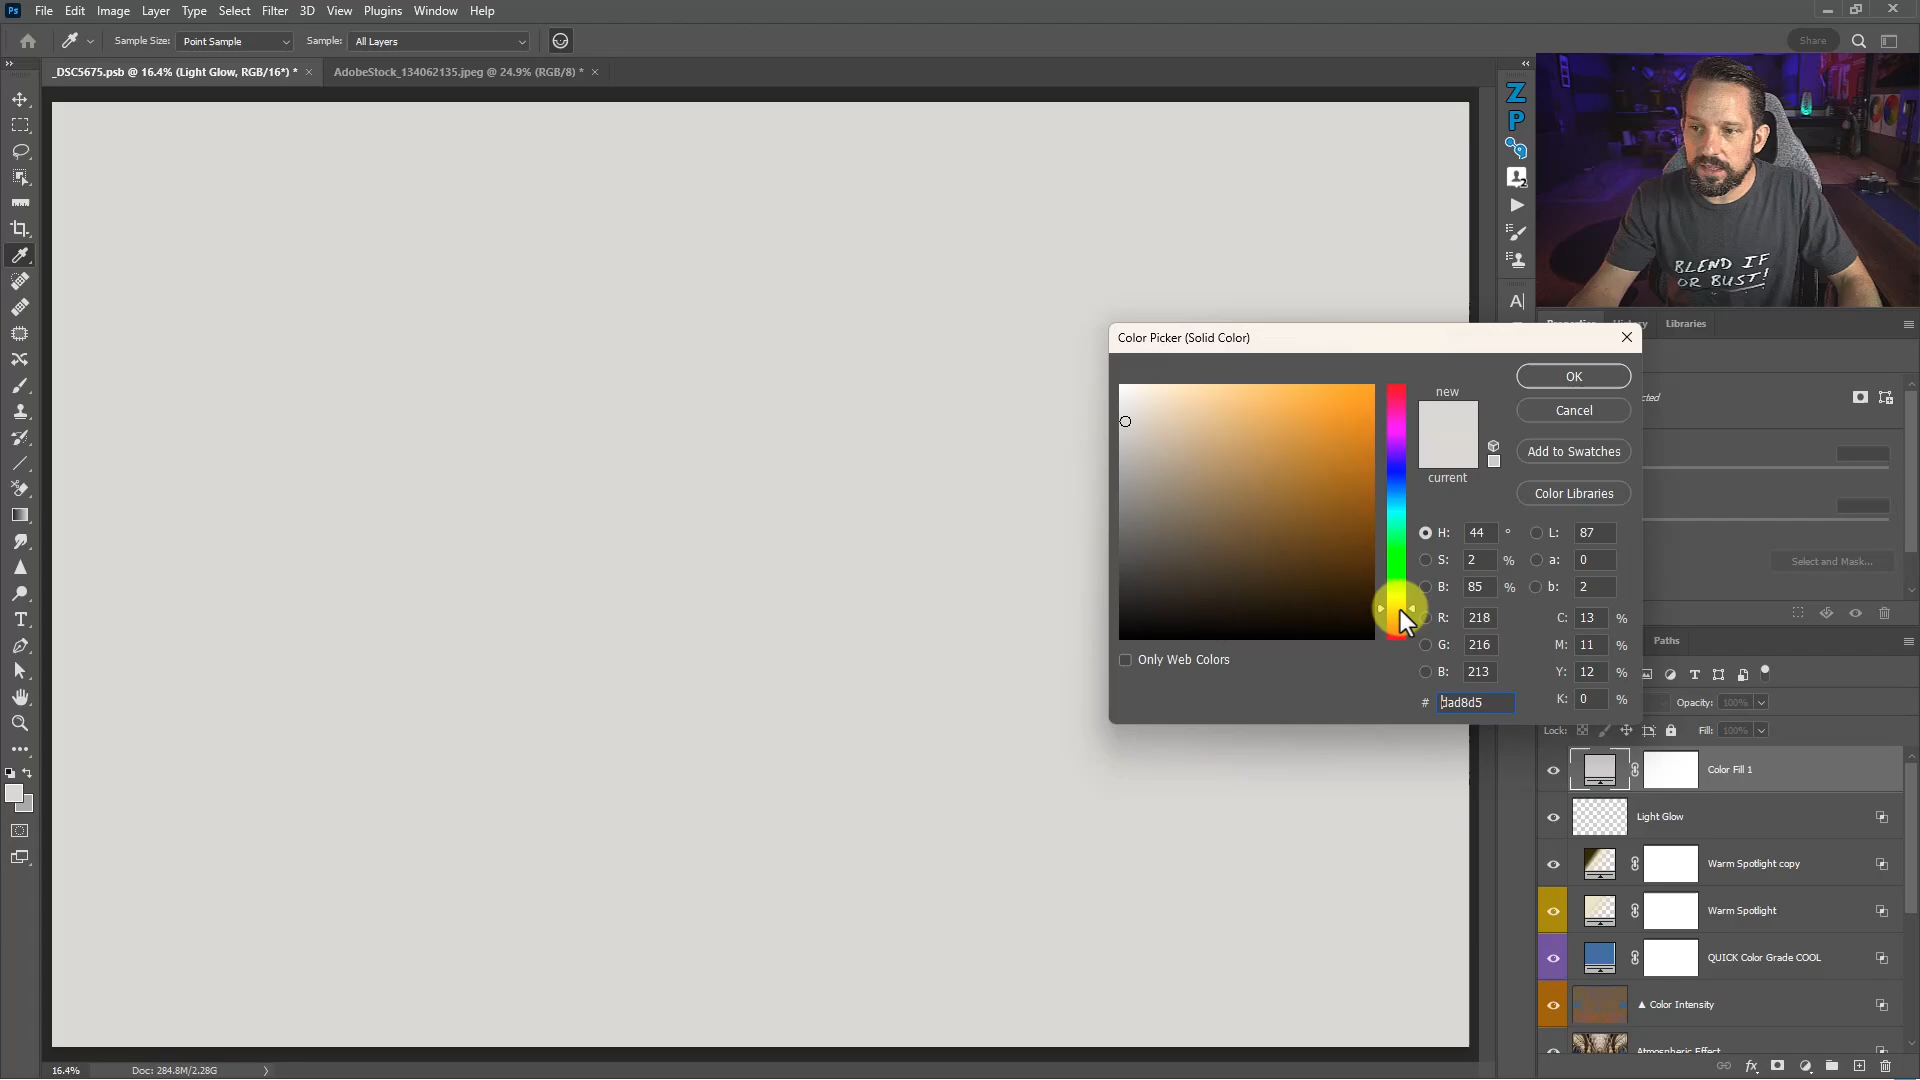 Ps File Edit Image Layer Type Select Filter 3D View Plugins Window Help
Sample Size: Point Sample Sample: All Layers Share
_DSC5675.psb @ 16.4% (Light Glow, RGB/16*) * × AdobeStock_134062135.jpeg @ 24.9% (RGB/8) * ×
Z
P
A|
BLEND IF
OR BUST!
Properties History Libraries
Color Picker (Solid Color)
new
current
OK
Cancel
Add to Swatches
Color Libraries
H: 44 ° L: 87
S: 2 % a: 0
B: 85 % b: 2
R: 218 C: 13 %
G: 216 M: 11 %
B: 213 Y: 12 %
# dad8d5 K: 0 %
Only Web Colors
Select and Mask...
Paths
Opacity: 100%
Lock: Fill: 100%
Color Fill 1
Light Glow
Warm Spotlight copy
Warm Spotlight
QUICK Color Grade COOL
▲ Color Intensity
Atmospheric Effect
16.4% Doc: 284.8M/2.28G
fx